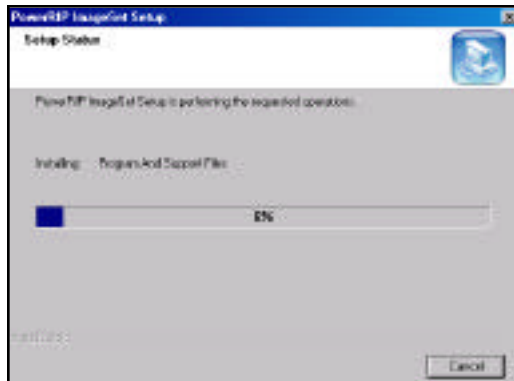 PowerRIP ImageSet Setup
Setup Status
PowerRIP ImageSet Setup is performing the requested operations.
Installing: Program And Support Files
6%
Cancel